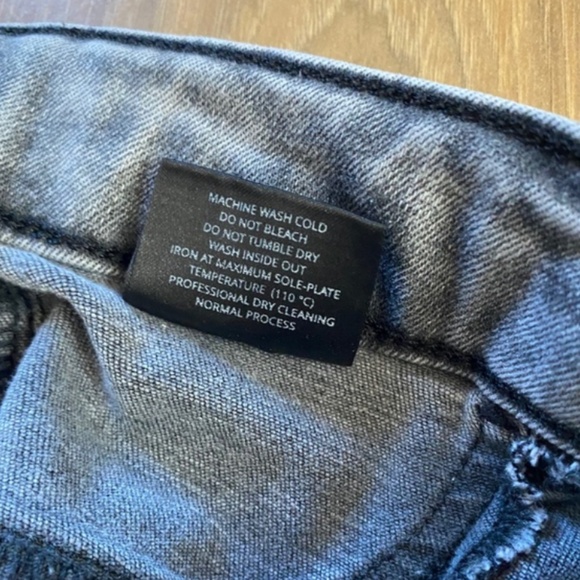 MACHINE WASH COLD
DO NOT BLEACH
DO NOT TUMBLE DRY
WASH INSIDE OUT
IRON AT MAXIMUM SOLE-PLATE
TEMPERATURE (110 °C)
PROFESSIONAL DRY CLEANING
NORMAL PROCESS